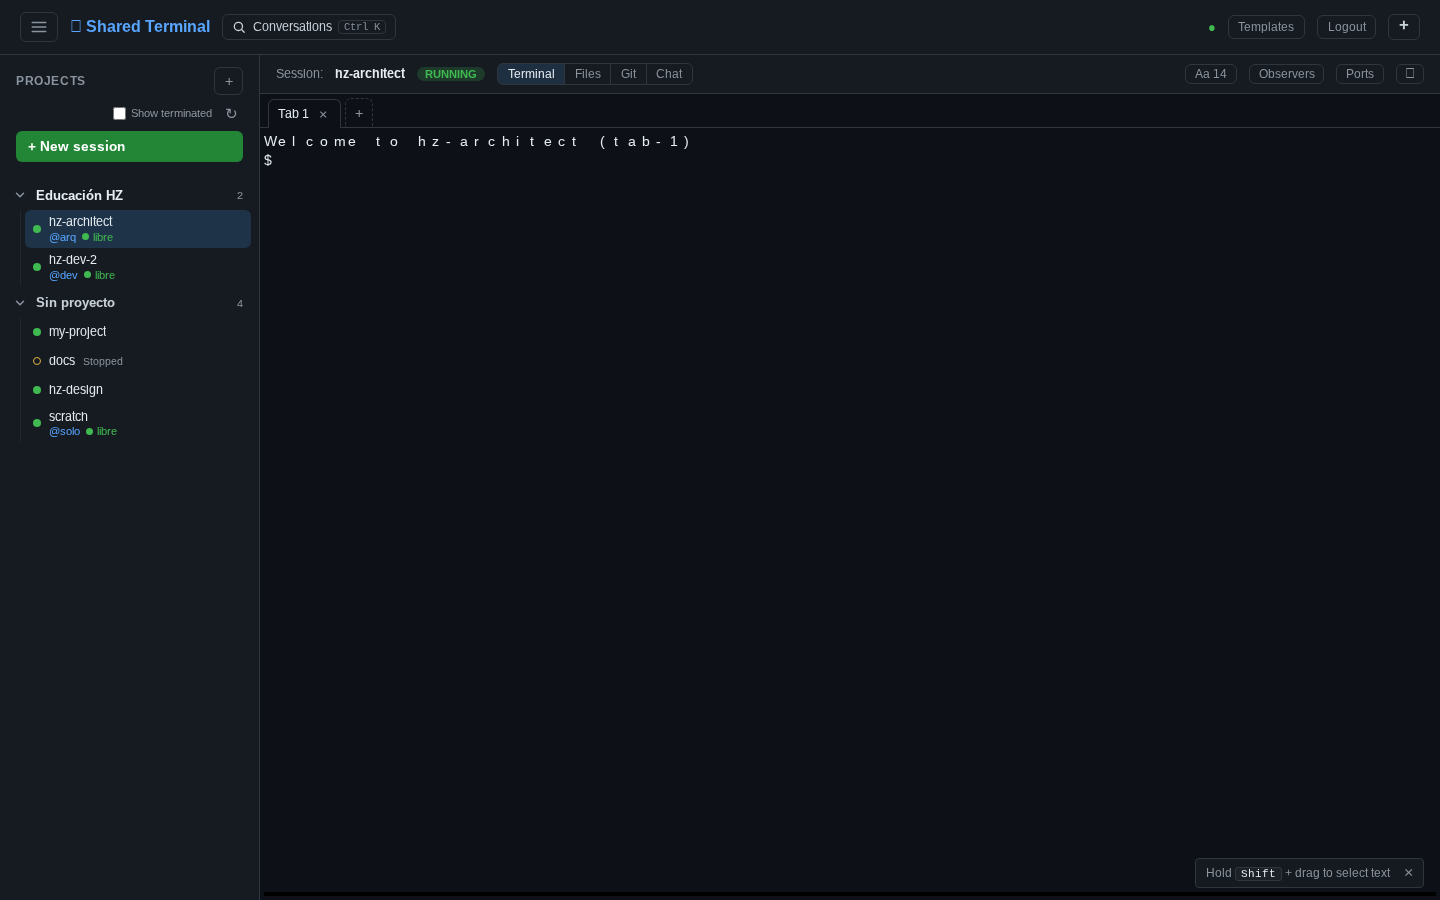 Shared Terminal
Conversations Ctrl K
Templates
Logout
+
PROJECTS
+
Show terminated ↻
+ New session
Educación HZ 2
hz-architect
@arq libre
hz-dev-2
@dev libre
Sin proyecto 4
my-project
docs Stopped
hz-design
scratch
@solo libre
Session: hz-architect RUNNING Terminal Files Git Chat
Aa 14 Observers Ports
Tab 1 × +
Welcome to hz-architect (tab-1)
$
Hold Shift + drag to select text ×